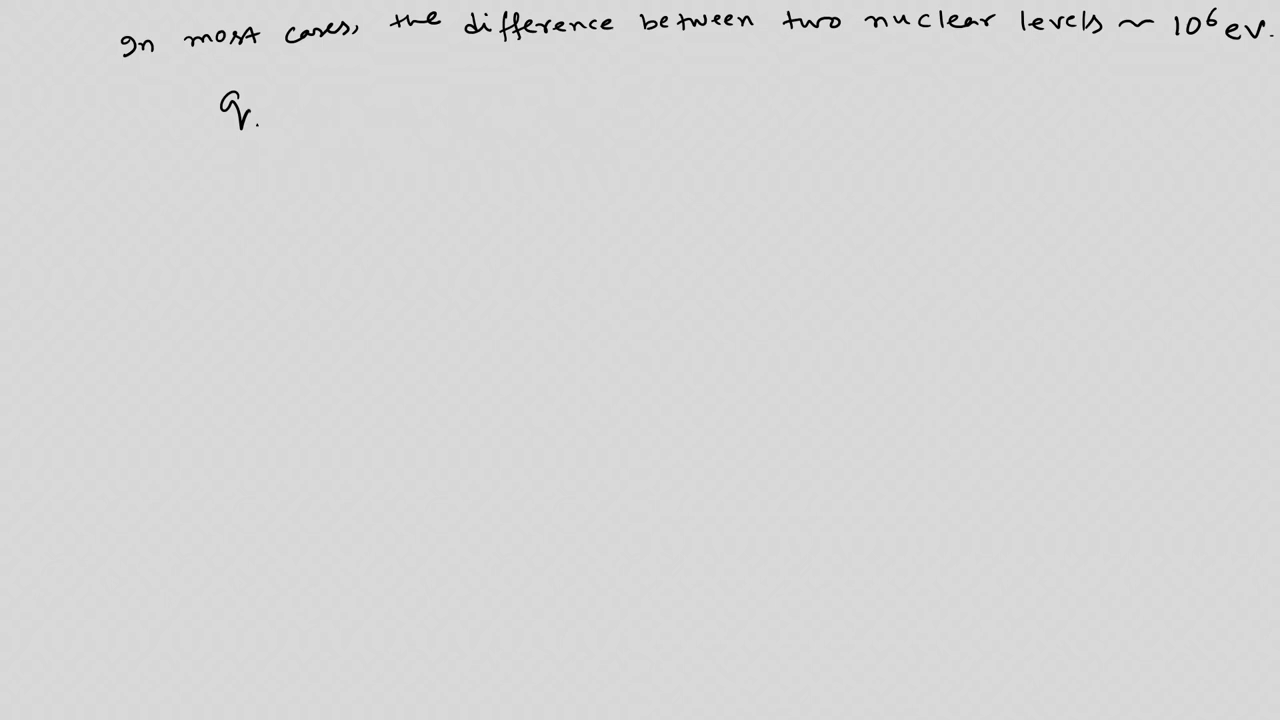 In most cases, the difference between two nuclear levels ~ 10⁶ ev.
q.